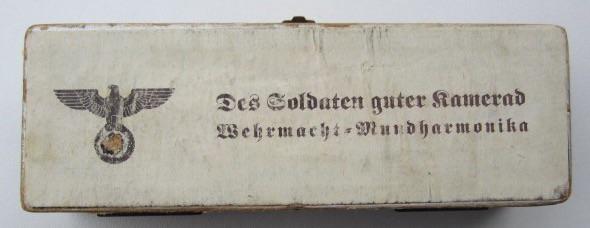 Des Soldaten guter Kamerad
Wehrmacht=Mundharmonika